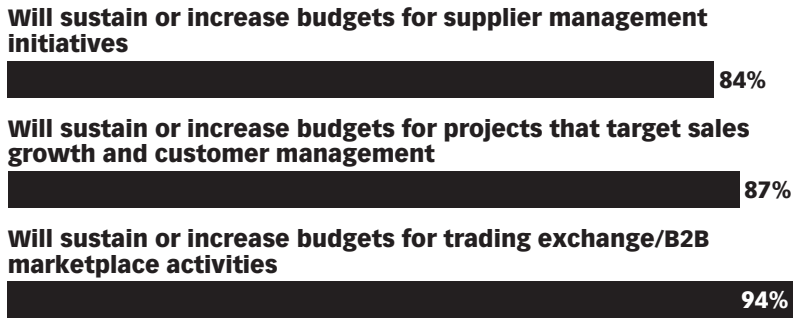 Will sustain or increase budgets for supplier management
initiatives
84%
Will sustain or increase budgets for projects that target sales
growth and customer management
87%
Will sustain or increase budgets for trading exchange/B2B
marketplace activities
94%